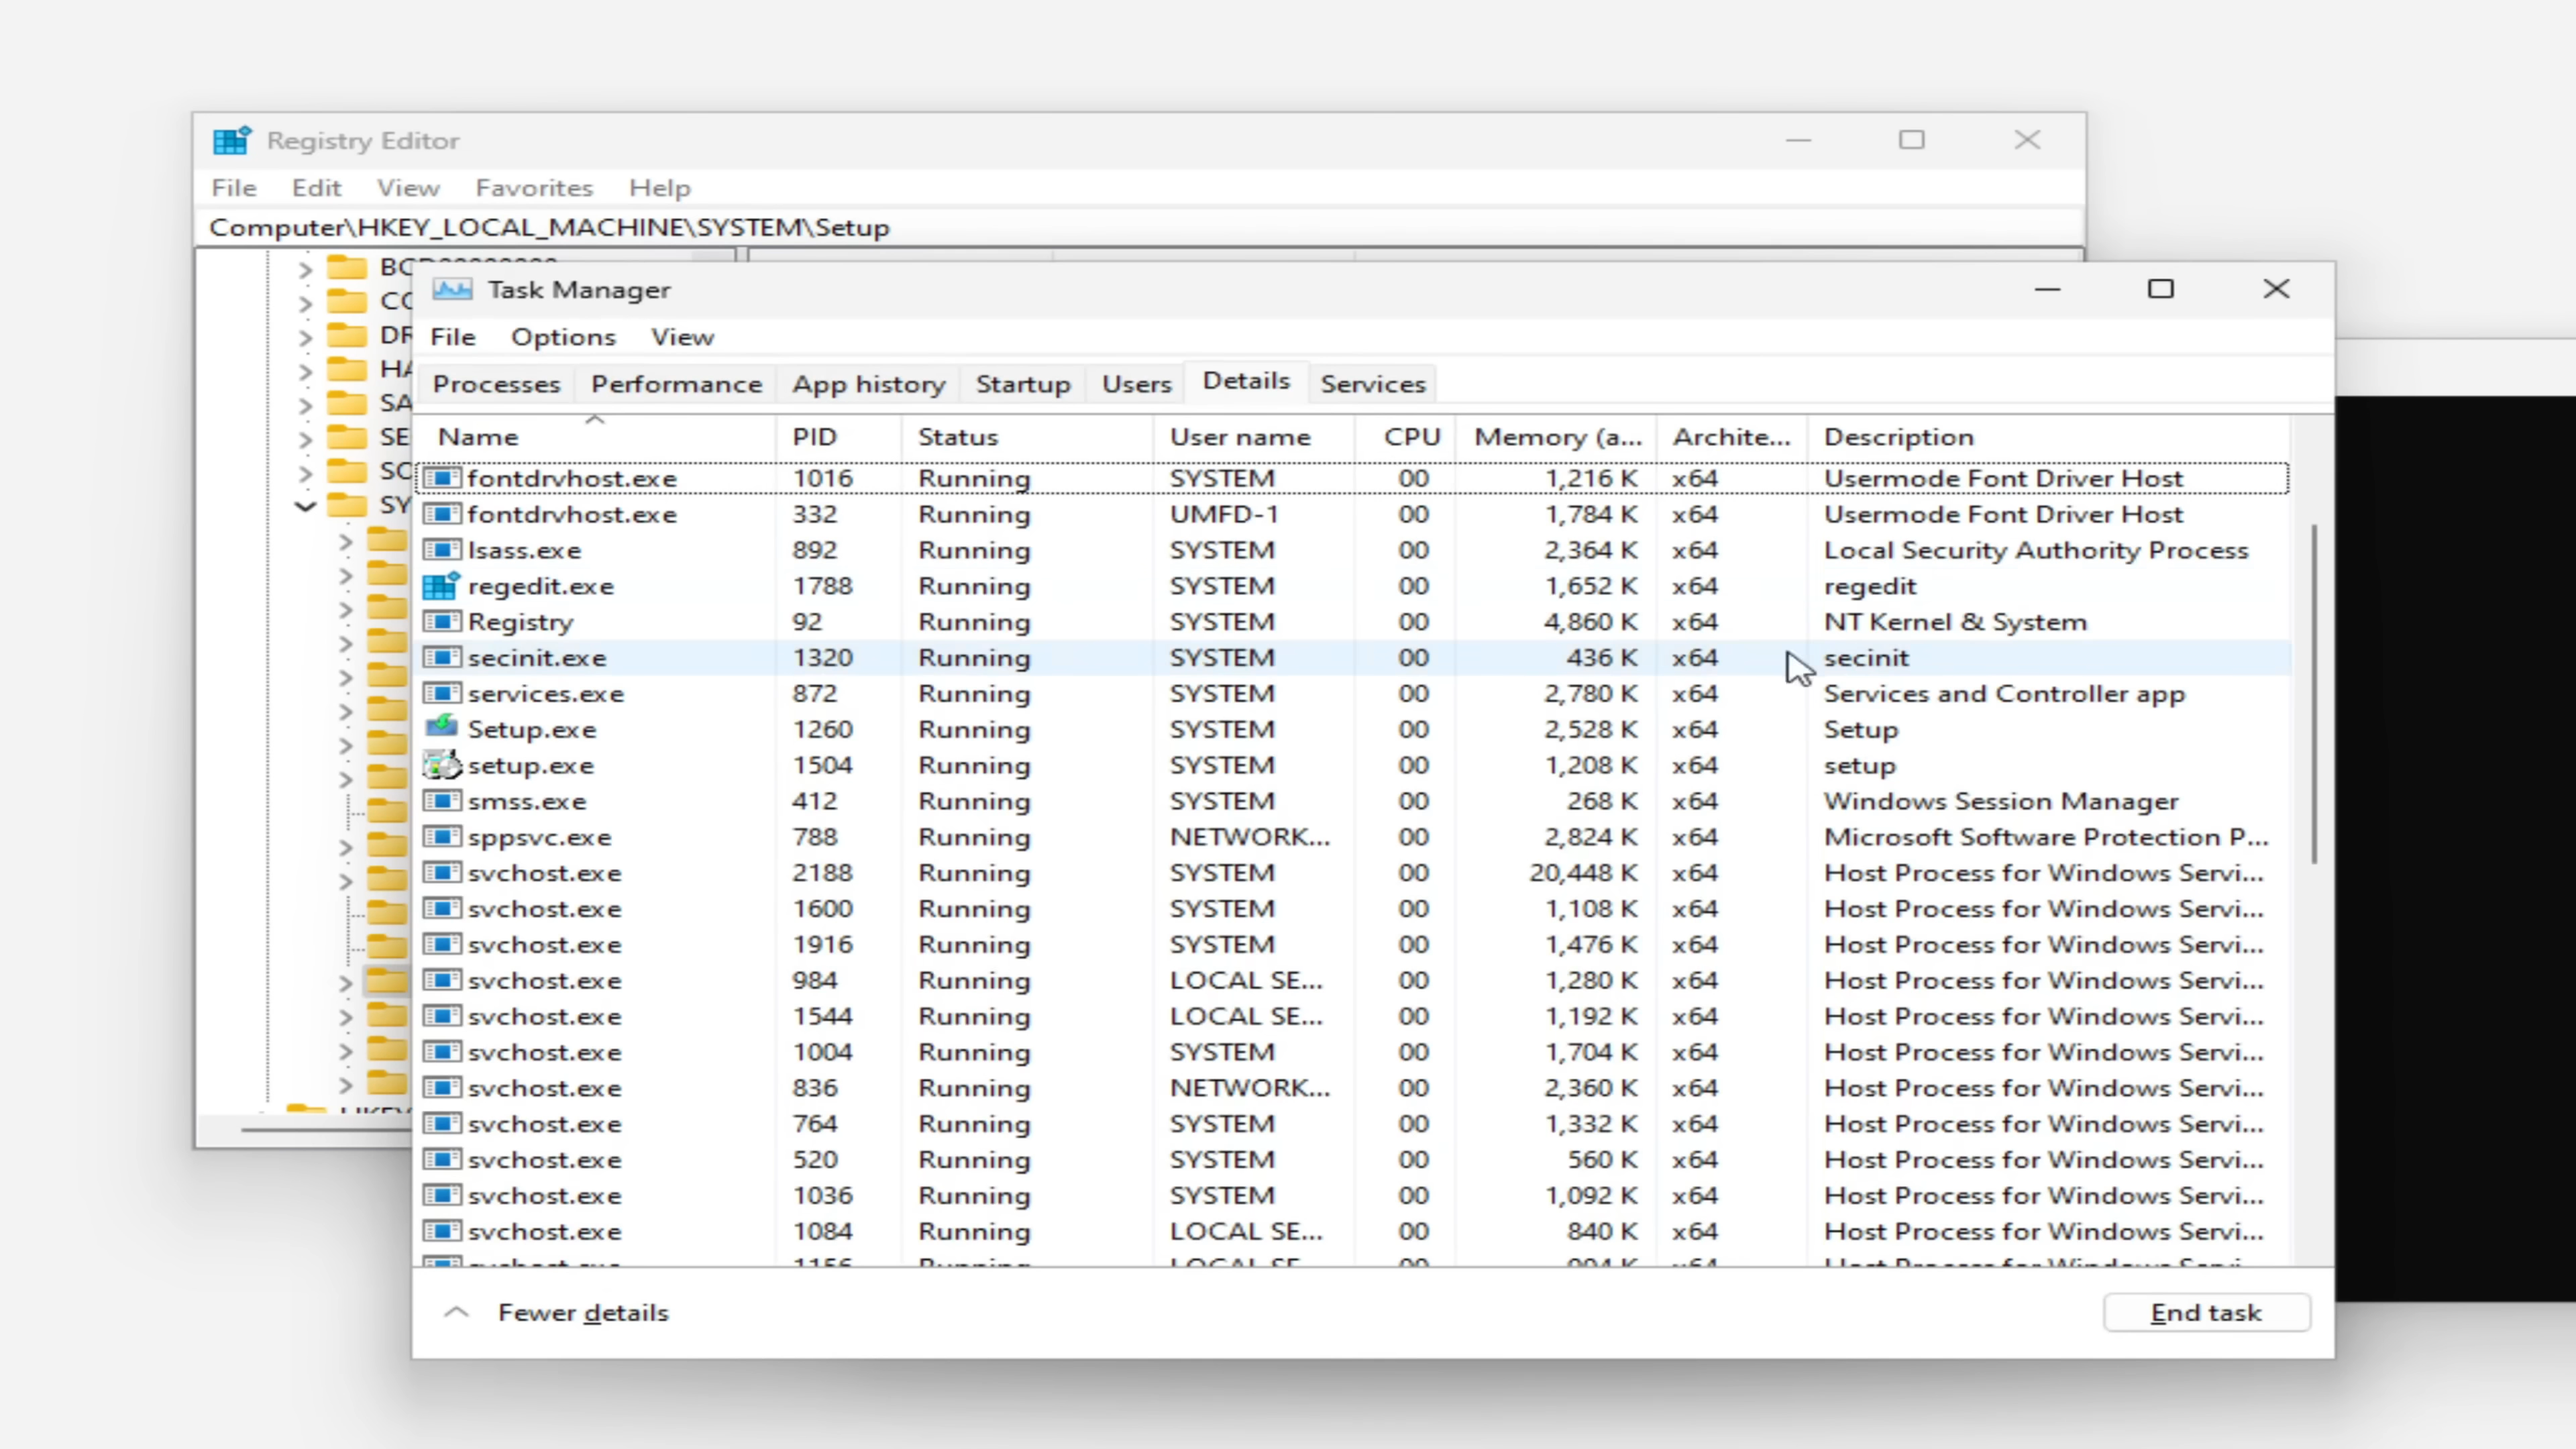 Registry Editor
File Edit View Favorites Help
Computer\HKEY_LOCAL_MACHINE\SYSTEM\Setup
Task Manager
File Options View
Processes Performance App history Startup Users Details Services
Name PID Status User name CPU Memory (a... Archite... Description
fontdrvhost.exe 1016 Running SYSTEM 00 1,216 K x64 Usermode Font Driver Host
fontdrvhost.exe 332 Running UMFD-1 00 1,784 K x64 Usermode Font Driver Host
lsass.exe 892 Running SYSTEM 00 2,364 K x64 Local Security Authority Process
regedit.exe 1788 Running SYSTEM 00 1,652 K x64 regedit
Registry 92 Running SYSTEM 00 4,860 K x64 NT Kernel & System
secinit.exe 1320 Running SYSTEM 00 436 K x64 secinit
services.exe 872 Running SYSTEM 00 2,780 K x64 Services and Controller app
Setup.exe 1260 Running SYSTEM 00 2,528 K x64 Setup
setup.exe 1504 Running SYSTEM 00 1,208 K x64 setup
smss.exe 412 Running SYSTEM 00 268 K x64 Windows Session Manager
sppsvc.exe 788 Running NETWORK... 00 2,824 K x64 Microsoft Software Protection P...
svchost.exe 2188 Running SYSTEM 00 20,448 K x64 Host Process for Windows Servi...
svchost.exe 1600 Running SYSTEM 00 1,108 K x64 Host Process for Windows Servi...
svchost.exe 1916 Running SYSTEM 00 1,476 K x64 Host Process for Windows Servi...
svchost.exe 984 Running LOCAL SE... 00 1,280 K x64 Host Process for Windows Servi...
svchost.exe 1544 Running LOCAL SE... 00 1,192 K x64 Host Process for Windows Servi...
svchost.exe 1004 Running SYSTEM 00 1,704 K x64 Host Process for Windows Servi...
svchost.exe 836 Running NETWORK... 00 2,360 K x64 Host Process for Windows Servi...
svchost.exe 764 Running SYSTEM 00 1,332 K x64 Host Process for Windows Servi...
svchost.exe 520 Running SYSTEM 00 560 K x64 Host Process for Windows Servi...
svchost.exe 1036 Running SYSTEM 00 1,092 K x64 Host Process for Windows Servi...
svchost.exe 1084 Running LOCAL SE... 00 840 K x64 Host Process for Windows Servi...
Fewer details End task